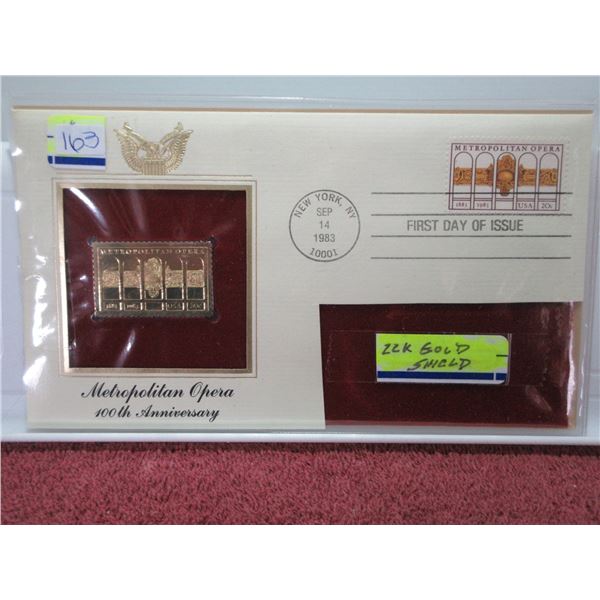 163
METROPOLITAN OPERA
1883 1983 USA 20c
NEW YORK, NY
SEP
14
1983
10001
FIRST DAY OF ISSUE
METROPOLITAN OPERA
1883 1983 USA 20c
22K GOLD
SHIELD
Metropolitan Opera
100th Anniversary